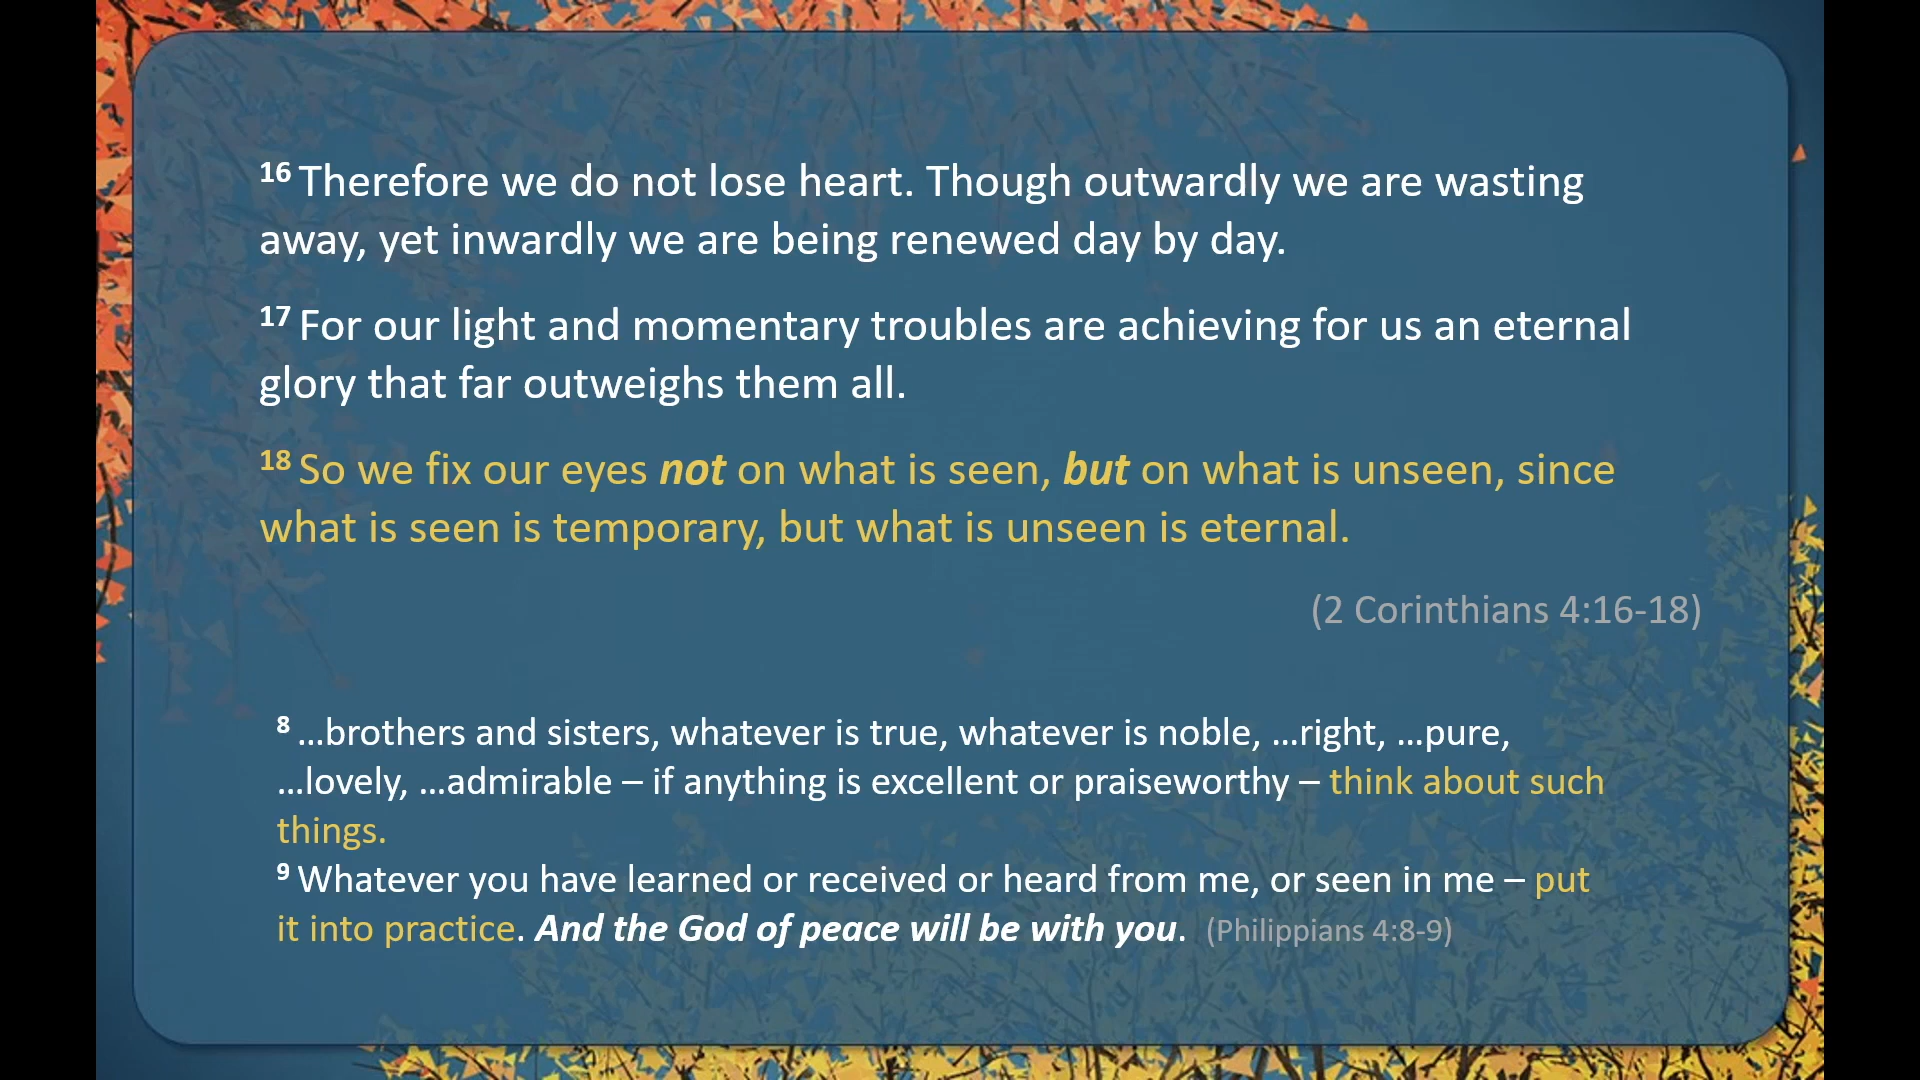 16 Therefore we do not lose heart. Though outwardly we are wasting
away, yet inwardly we are being renewed day by day.
17 For our light and momentary troubles are achieving for us an eternal
glory that far outweighs them all.
18 So we fix our eyes not on what is seen, but on what is unseen, since
what is seen is temporary, but what is unseen is eternal.
(2 Corinthians 4:16-18)
8 …brothers and sisters, whatever is true, whatever is noble, …right, …pure,
…lovely, …admirable – if anything is excellent or praiseworthy – think about such
things.
9 Whatever you have learned or received or heard from me, or seen in me – put
it into practice. And the God of peace will be with you. (Philippians 4:8-9)